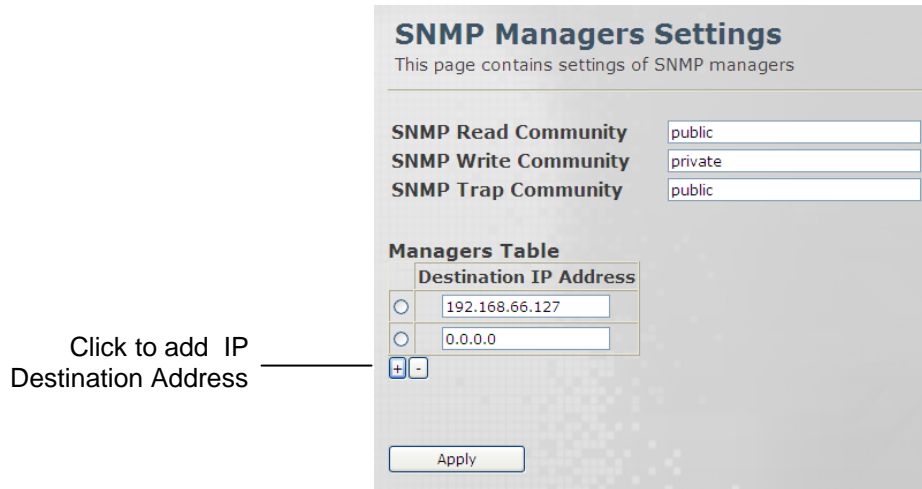 SNMP Managers Settings
This page contains settings of SNMP managers
SNMP Read Community public
SNMP Write Community private
SNMP Trap Community public
Managers Table
Destination IP Address
192.168.66.127
0.0.0.0
+ -
Click to add IP
Destination Address
Apply